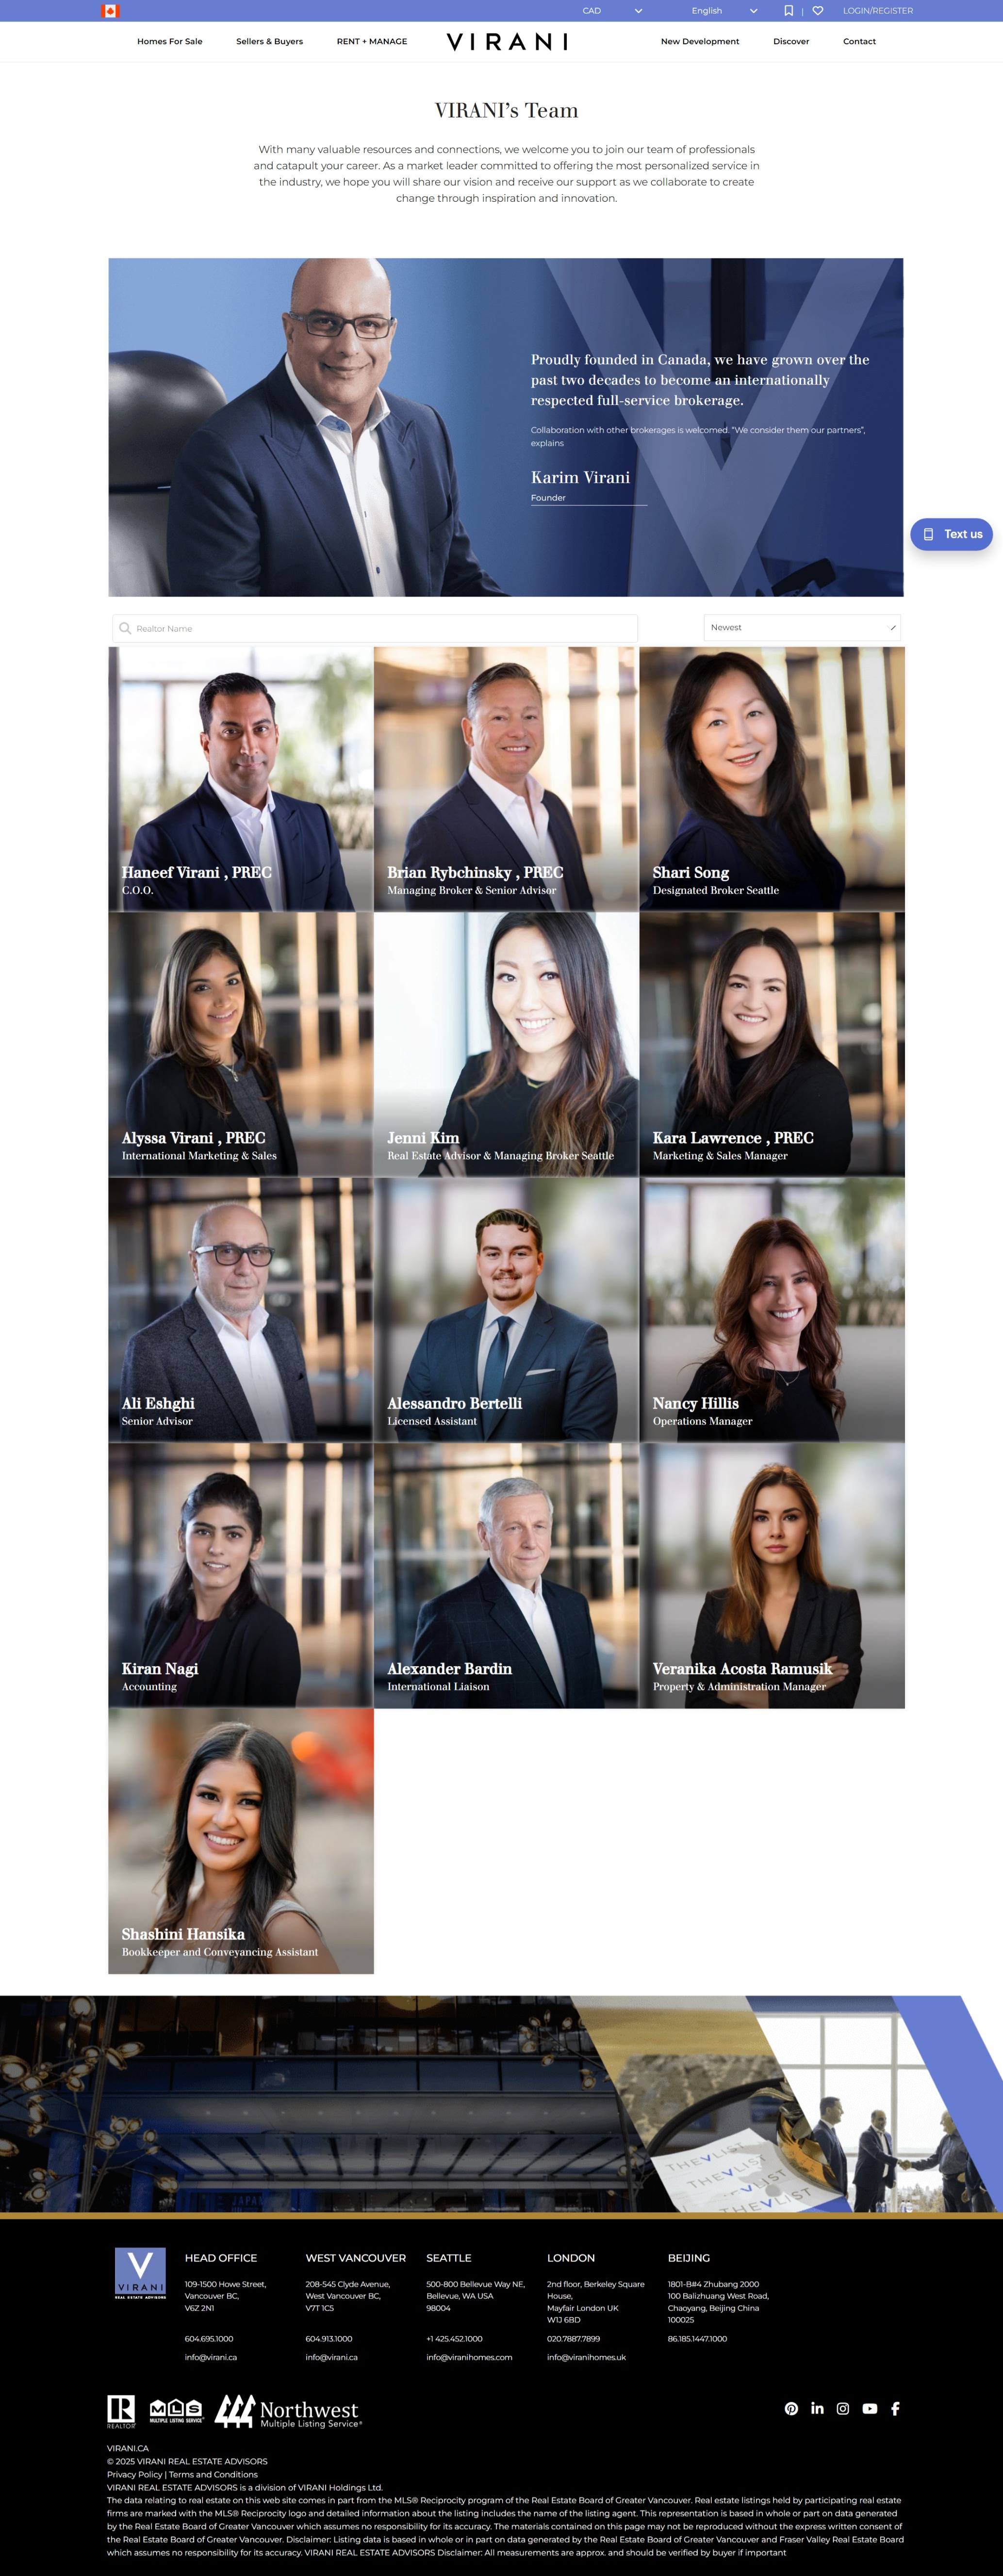 CAD
English
|
LOGIN/REGISTER
Homes For Sale
Sellers & Buyers
RENT + MANAGE
VIRANI
New Development
Discover
Contact
VIRANI's Team
With many valuable resources and connections, we welcome you to join our team of professionals
and catapult your career. As a market leader committed to offering the most personalized service in
the industry, we hope you will share our vision and receive our support as we collaborate to create
change through inspiration and innovation.
Proudly founded in Canada, we have grown over the
past two decades to become an internationally
respected full-service brokerage.
Collaboration with other brokerages is welcomed. “We consider them our partners”,
explains
Karim Virani
Founder
Text us
Realtor Name
Newest
Haneef Virani , PREC
C.O.O.
Brian Rybchinsky , PREC
Managing Broker & Senior Advisor
Shari Song
Designated Broker Seattle
Alyssa Virani , PREC
International Marketing & Sales
Jenni Kim
Real Estate Advisor & Managing Broker Seattle
Kara Lawrence , PREC
Marketing & Sales Manager
Ali Eshghi
Senior Advisor
Alessandro Bertelli
Licensed Assistant
Nancy Hillis
Operations Manager
Kiran Nagi
Accounting
Alexander Bardin
International Liaison
Veranika Acosta Ramusik
Property & Administration Manager
Shashini Hansika
Bookkeeper and Conveyancing Assistant
THEVLIST
THEVLIST
THEVLIST
JAPAN
V
VIRANI
REAL ESTATE ADVISORS
HEAD OFFICE
109-1500 Howe Street,
Vancouver BC,
V6Z 2N1
604.695.1000
info@virani.ca
WEST VANCOUVER
208-545 Clyde Avenue,
West Vancouver BC,
V7T 1C5
604.913.1000
info@virani.ca
SEATTLE
500-800 Bellevue Way NE,
Bellevue, WA USA
98004
+1 425.452.1000
info@viranihomes.com
LONDON
2nd floor, Berkeley Square
House,
Mayfair London UK
W1J 6BD
020.7887.7899
info@viranihomes.uk
BEIJING
1801-B#4 Zhubang 2000
100 Balizhuang West Road,
Chaoyang, Beijing China
100025
86.185.1447.1000
R
REALTOR
MLS
MULTIPLE LISTING SERVICE®
Northwest
Multiple Listing Service®
VIRANI.CA
© 2025 VIRANI REAL ESTATE ADVISORS
Privacy Policy | Terms and Conditions
VIRANI REAL ESTATE ADVISORS is a division of VIRANI Holdings Ltd.
The data relating to real estate on this web site comes in part from the MLS® Reciprocity program of the Real Estate Board of Greater Vancouver. Real estate listings held by participating real estate
firms are marked with the MLS® Reciprocity logo and detailed information about the listing includes the name of the listing agent. This representation is based in whole or part on data generated
by the Real Estate Board of Greater Vancouver which assumes no responsibility for its accuracy. The materials contained on this page may not be reproduced without the express written consent of
the Real Estate Board of Greater Vancouver. Disclaimer: Listing data is based in whole or in part on data generated by the Real Estate Board of Greater Vancouver and Fraser Valley Real Estate Board
which assumes no responsibility for its accuracy. VIRANI REAL ESTATE ADVISORS Disclaimer: All measurements are approx. and should be verified by buyer if important